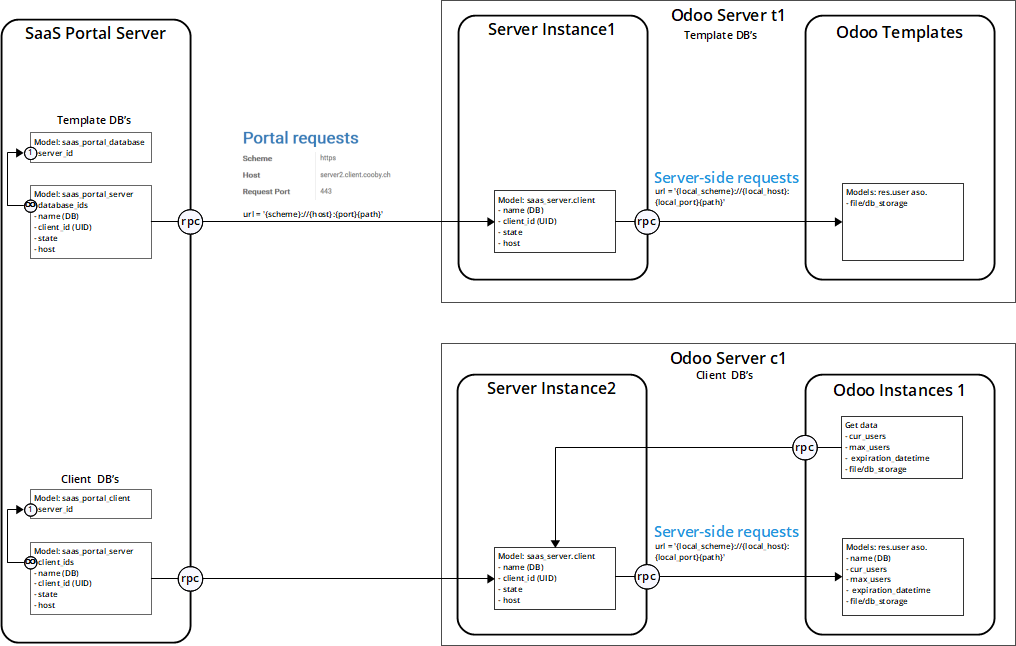 SaaS Portal Server
Template DB's
Model: saas_portal_database
1
server_id
Model: saas_portal_server
∞
database_ids
- name (DB)
- client_id (UID)
- state
- host
rpc
Client DB's
Model: saas_portal_client
1
server_id
Model: saas_portal_server
∞
client_ids
- name (DB)
- client_id (UID)
- state
- host
rpc
Portal requests
Scheme https
Host server2.client.cooby.ch
Request Port 443
url = '{scheme}://{host}:{port}{path}'
Odoo Server t1
Template DB's
Server Instance1
Model: saas_server.client
- name (DB)
- client_id (UID)
- state
- host
rpc
Server-side requests
url = '{local_scheme}://{local_host}:
{local_port}{path}'
Odoo Templates
Models: res.user aso.
- file/db_storage
Odoo Server c1
Client DB's
Server Instance2
Model: saas_server.client
- name (DB)
- client_id (UID)
- state
- host
rpc
Server-side requests
url = '{local_scheme}://{local_host}:
{local_port}{path}'
Odoo Instances 1
rpc
Get data
- cur_users
- max_users
- expiration_datetime
- file/db_storage
Models: res.user aso.
- name (DB)
- cur_users
- max_users
- expiration_datetime
- file/db_storage